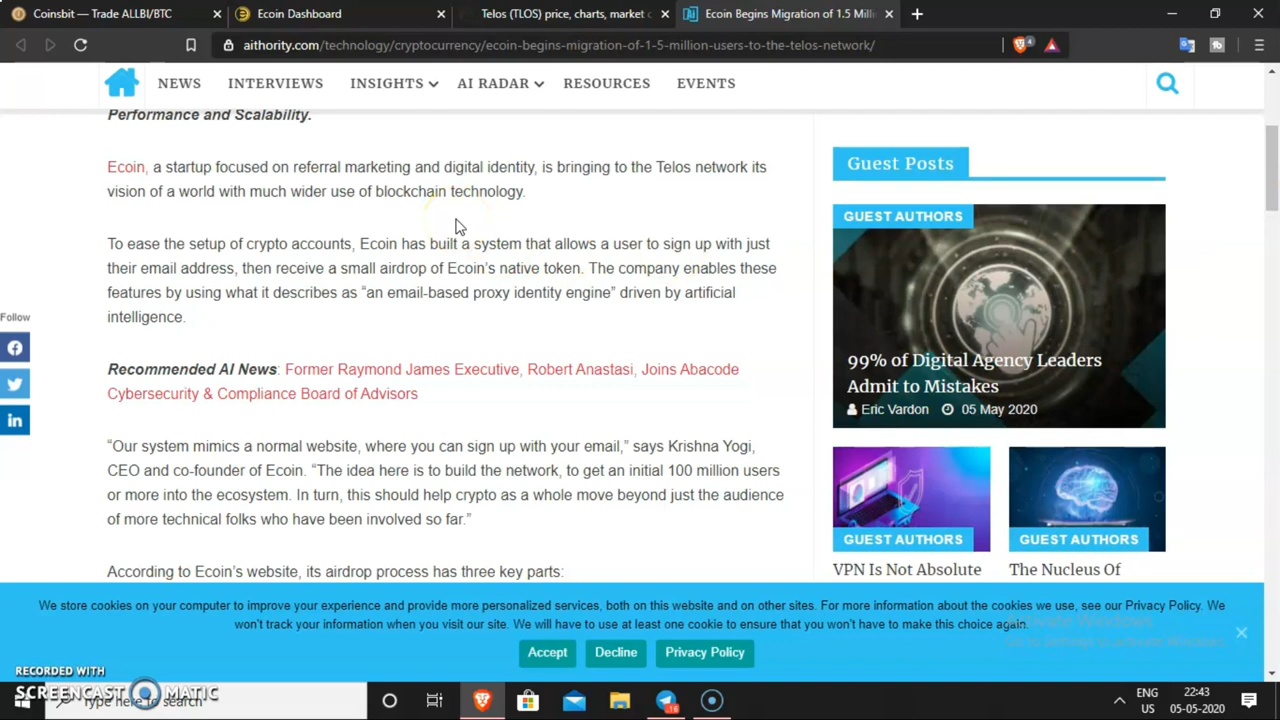 Coinsbit — Trade ALLBI/BTC
Ecoin Dashboard
Telos (TLOS) price, charts, market c
Ecoin Begins Migration of 1.5 Milli
aithority.com/technology/cryptocurrency/ecoin-begins-migration-of-1-5-million-users-to-the-telos-network/
4
NEWS INTERVIEWS INSIGHTS AI RADAR RESOURCES EVENTS
Performance and Scalability.
Ecoin, a startup focused on referral marketing and digital identity, is bringing to the Telos network its
vision of a world with much wider use of blockchain technology.
To ease the setup of crypto accounts, Ecoin has built a system that allows a user to sign up with just
their email address, then receive a small airdrop of Ecoin’s native token. The company enables these
features by using what it describes as “an email-based proxy identity engine” driven by artificial
intelligence.
Follow
Recommended AI News: Former Raymond James Executive, Robert Anastasi, Joins Abacode
Cybersecurity & Compliance Board of Advisors
“Our system mimics a normal website, where you can sign up with your email,” says Krishna Yogi,
CEO and co-founder of Ecoin. “The idea here is to build the network, to get an initial 100 million users
or more into the ecosystem. In turn, this should help crypto as a whole move beyond just the audience
of more technical folks who have been involved so far.”
According to Ecoin’s website, its airdrop process has three key parts:
Guest Posts
GUEST AUTHORS
99% of Digital Agency Leaders
Admit to Mistakes
Eric Vardon 05 May 2020
GUEST AUTHORS
VPN Is Not Absolute
GUEST AUTHORS
The Nucleus Of
We store cookies on your computer to improve your experience and provide more personalized services, both on this website and on other sites. For more information about the cookies we use, see our Privacy Policy. We
won’t track your information when you visit our site. We will have to use at least one cookie to ensure that you won’t have to make this choice again.
Accept Decline Privacy Policy
Activate Windows
Go to Settings to activate Windows.
RECORDED WITH
SCREENCAST MATIC
Type here to search
16
ENG
US
22:43
05-05-2020